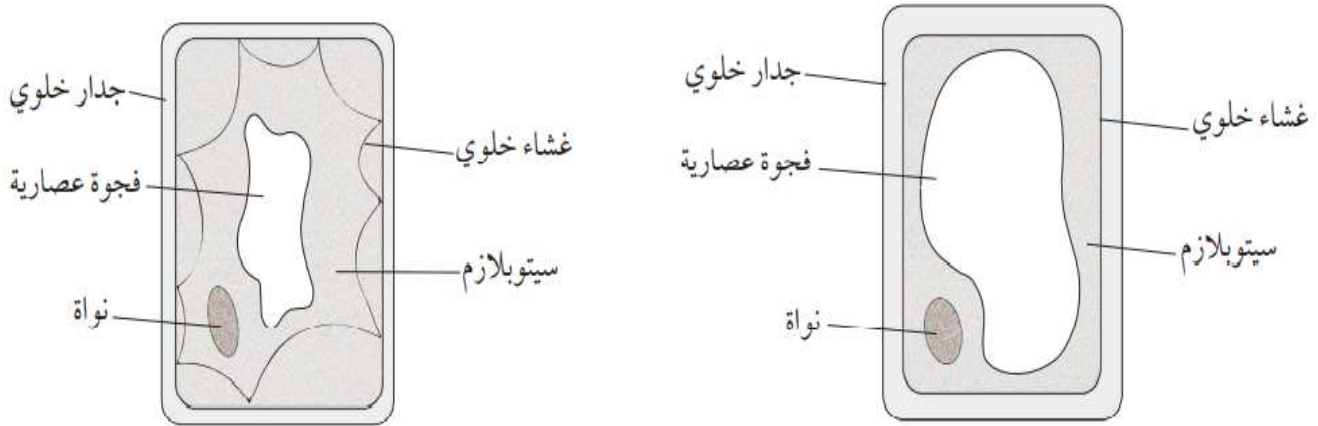 جدار خلوي
غشاء خلوي
فجوة عصارية
سيتوبلازم
نواة
جدار خلوي
غشاء خلوي
فجوة عصارية
سيتوبلازم
نواة